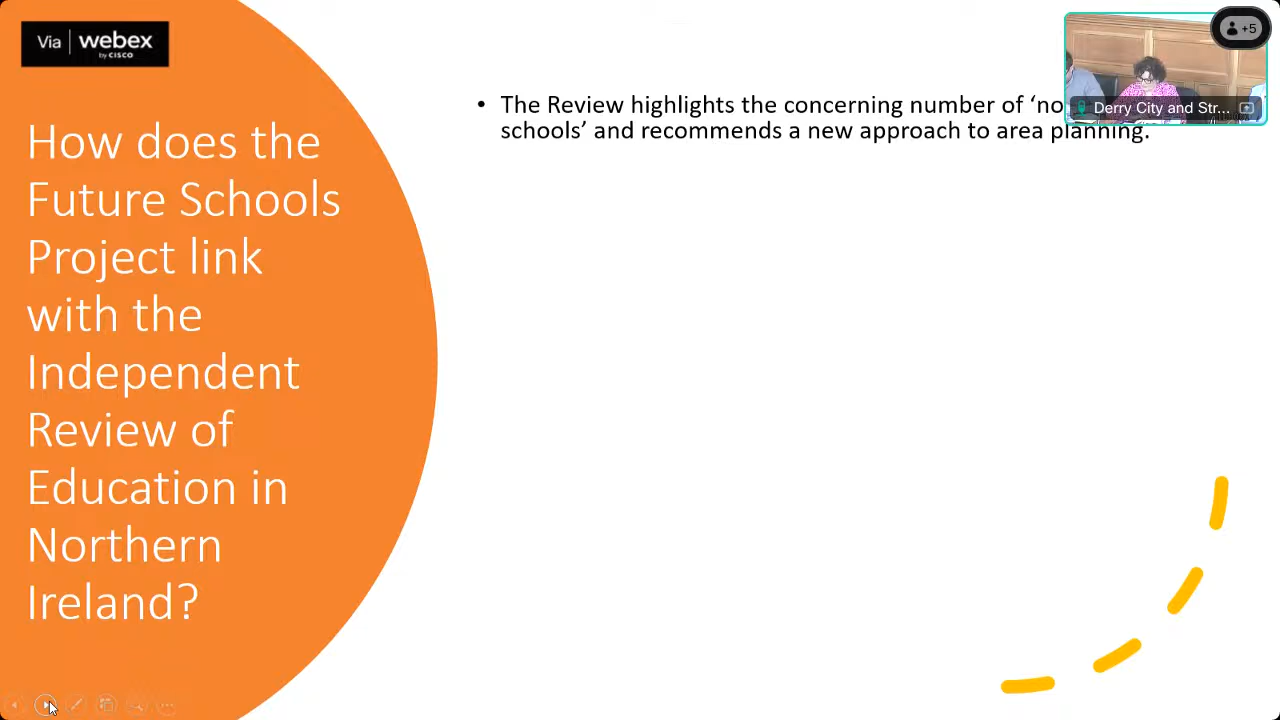 Via webex
by CISCO
+5
The Review highlights the concerning number of ‘no
Derry City and Str...
schools’ and recommends a new approach to area planning.
How does the
Future Schools
Project link
with the
Independent
Review of
Education in
Northern
Ireland?